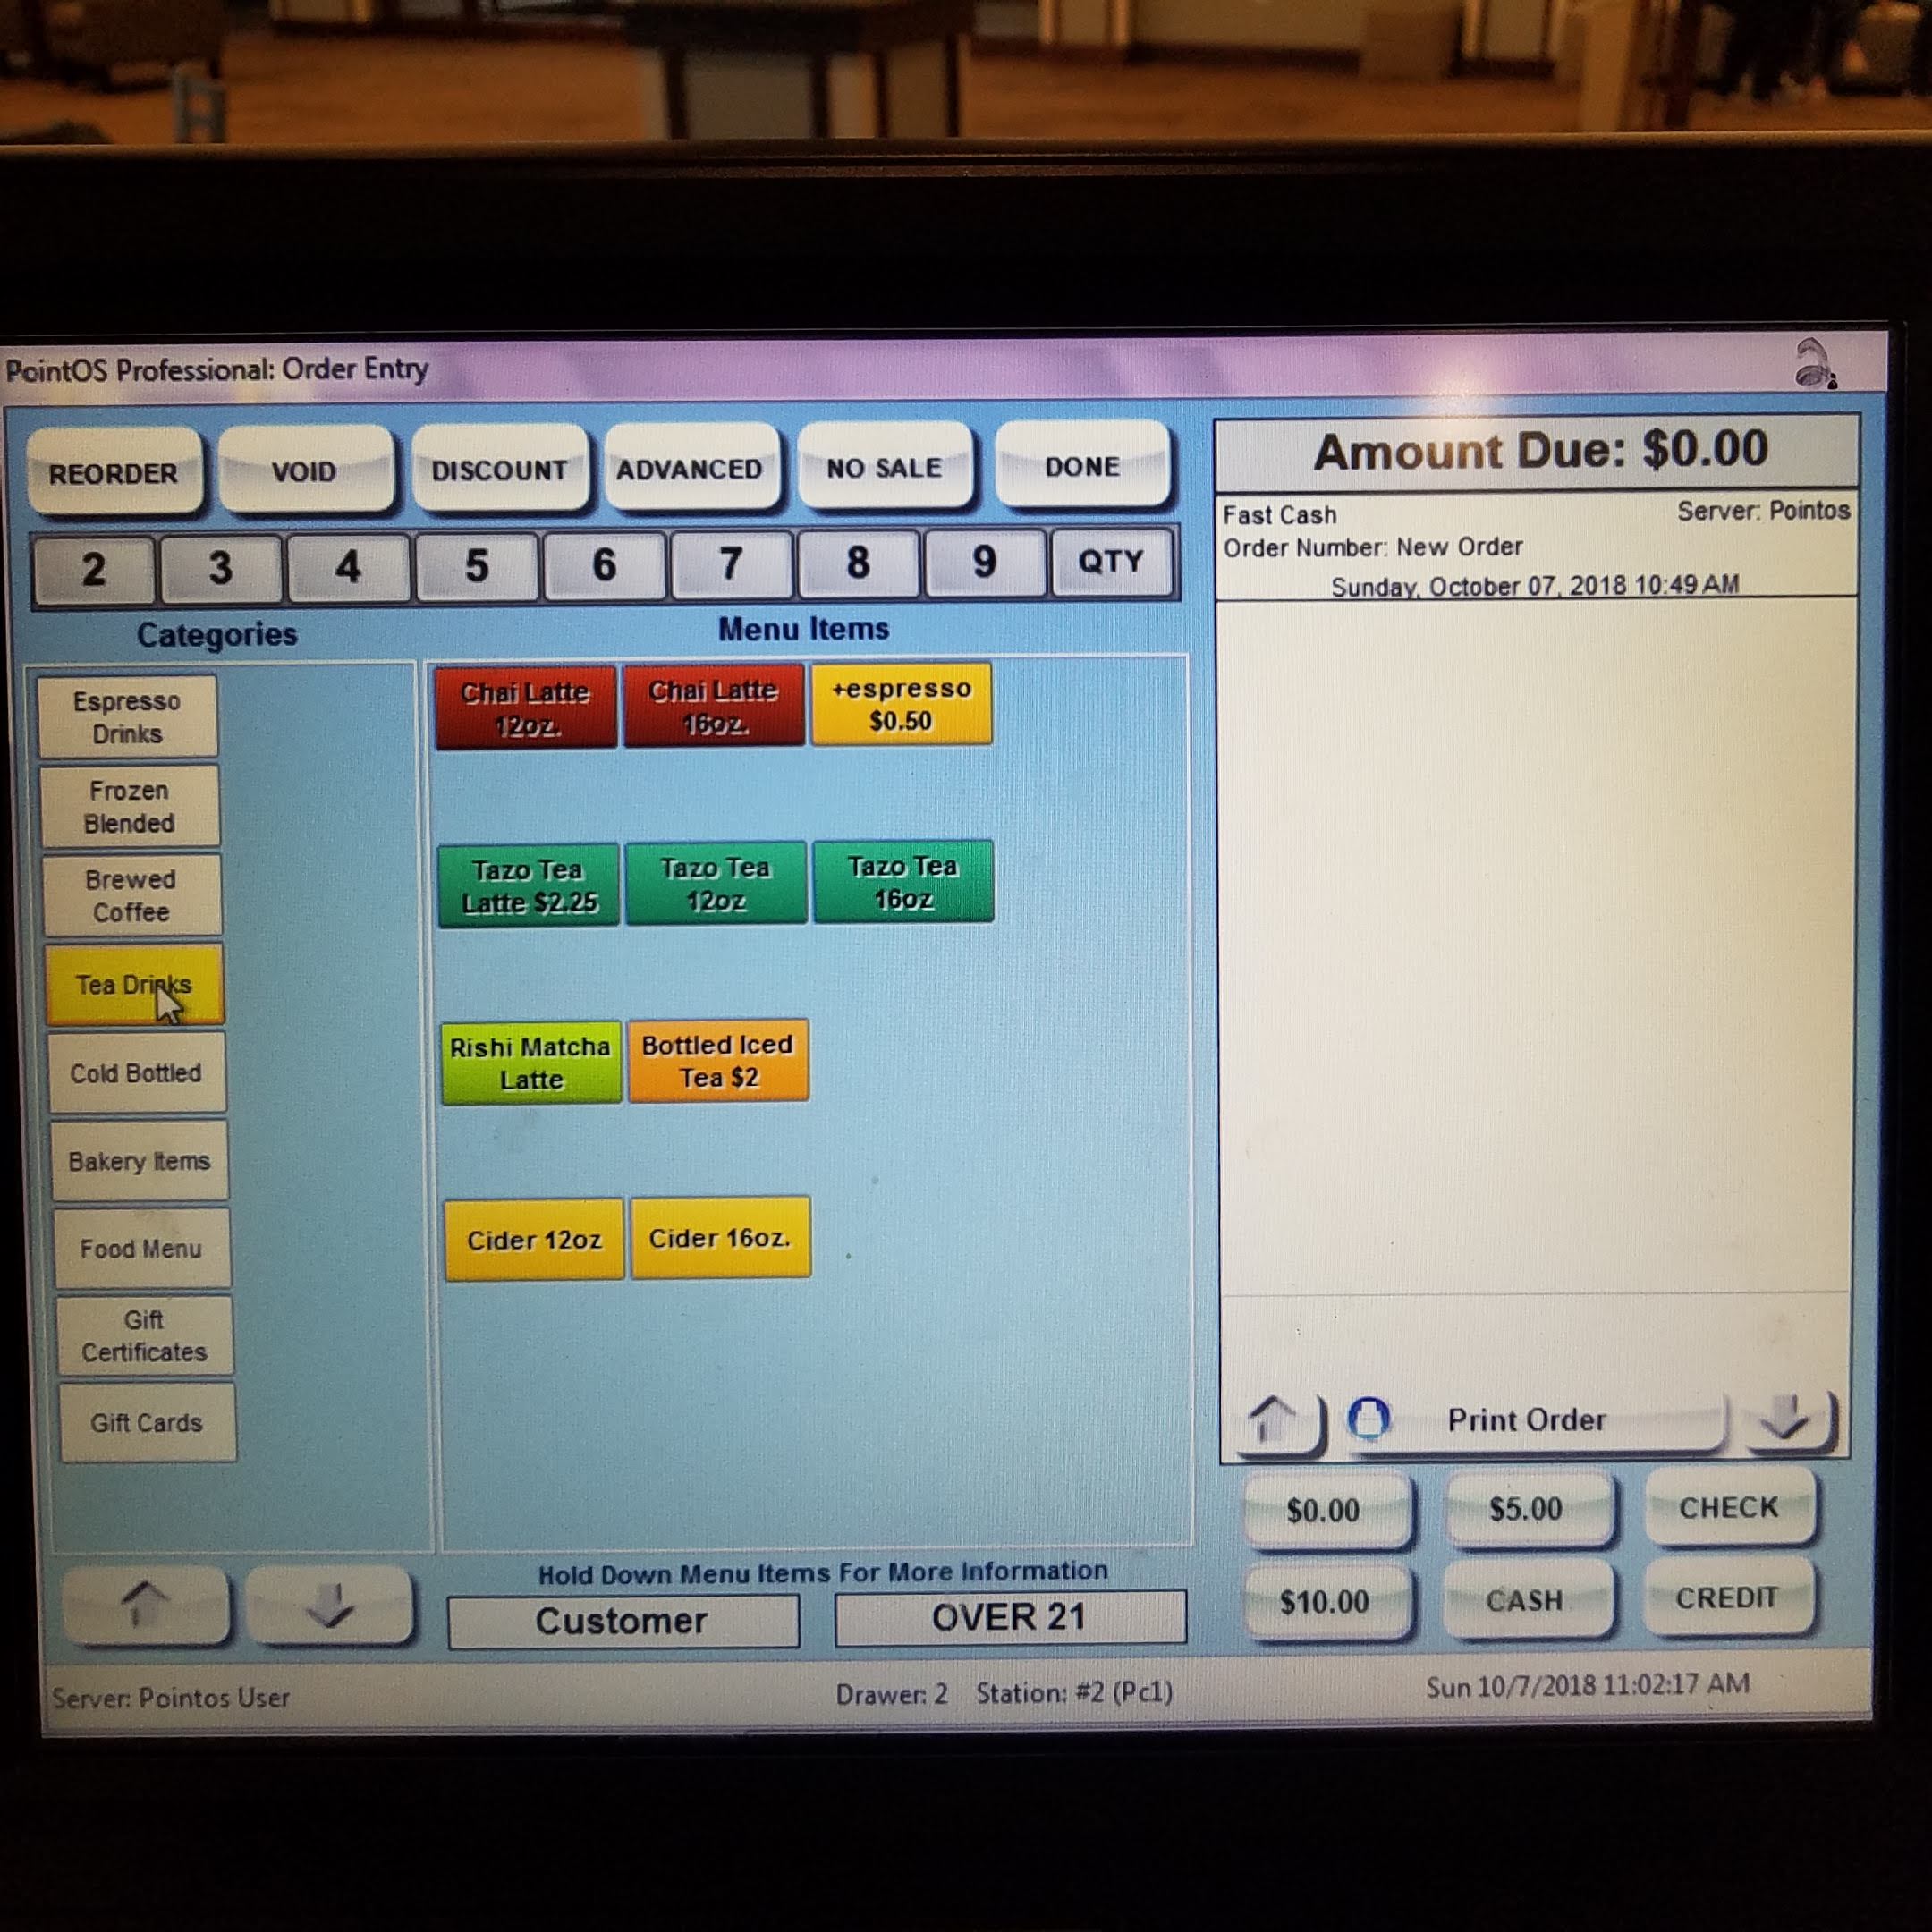 PointOS Professional: Order Entry
REORDER
VOID
DISCOUNT
ADVANCED
NO SALE
DONE
2
3
4
5
6
7
8
9
QTY
Categories
Espresso
Drinks
Frozen
Blended
Brewed
Coffee
Tea Drinks
Cold Bottled
Bakery Items
Food Menu
Gift
Certificates
Gift Cards
Menu Items
Chai Latte
12oz.
Chai Latte
16oz.
+espresso
$0.50
Tazo Tea
Latte $2.25
Tazo Tea
12oz
Tazo Tea
16oz
Rishi Matcha
Latte
Bottled Iced
Tea $2
Cider 12oz
Cider 16oz.
Hold Down Menu Items For More Information
Customer
OVER 21
Amount Due: $0.00
Fast Cash
Server: Pointos
Order Number: New Order
Sunday, October 07, 2018 10:49 AM
Print Order
$0.00
$5.00
CHECK
$10.00
CASH
CREDIT
Server: Pointos User
Drawer: 2
Station: #2 (Pc1)
Sun 10/7/2018 11:02:17 AM